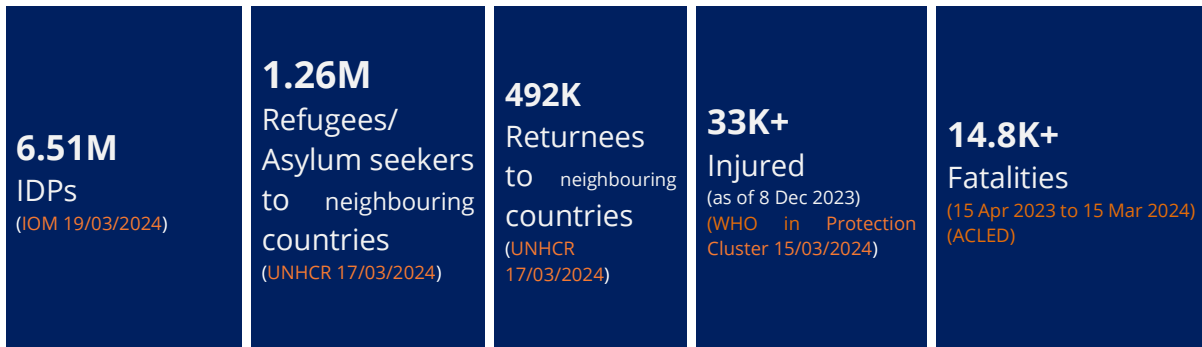 6.51M
IDPs
(IOM 19/03/2024)
1.26M
Refugees/
Asylum seekers
to neighbouring
countries
(UNHCR 17/03/2024)
492K
Returnees
to neighbouring
countries
(UNHCR
17/03/2024)
33K+
Injured
(as of 8 Dec 2023)
(WHO in Protection
Cluster 15/03/2024)
14.8K+
Fatalities
(15 Apr 2023 to 15 Mar 2024)
(ACLED)